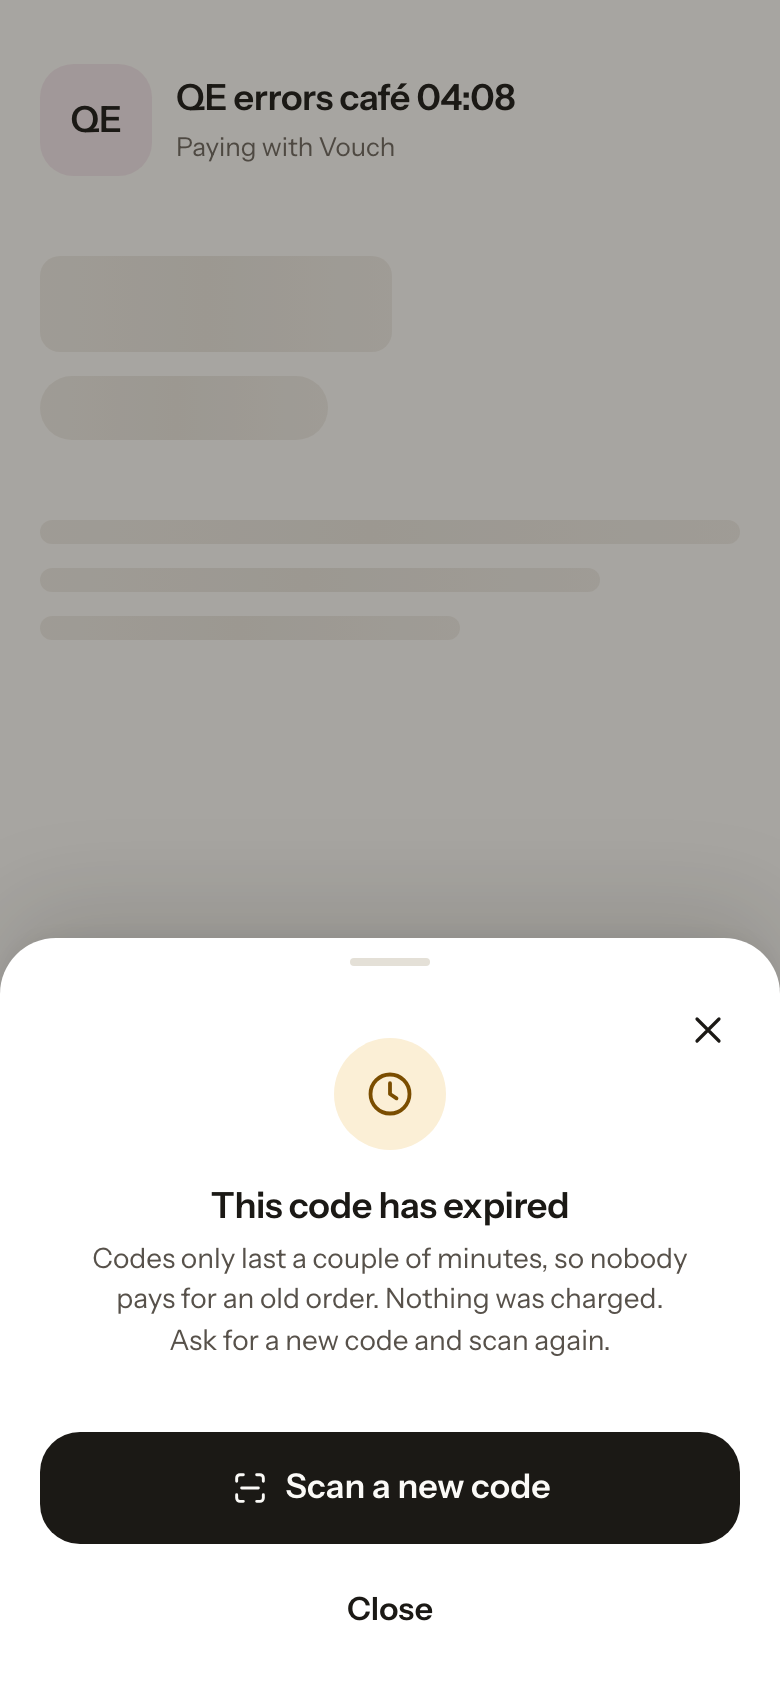 QE
QE errors café 04:08
Paying with Vouch
This code has expired
Codes only last a couple of minutes, so nobody
pays for an old order. Nothing was charged.
Ask for a new code and scan again.
Scan a new code
Close